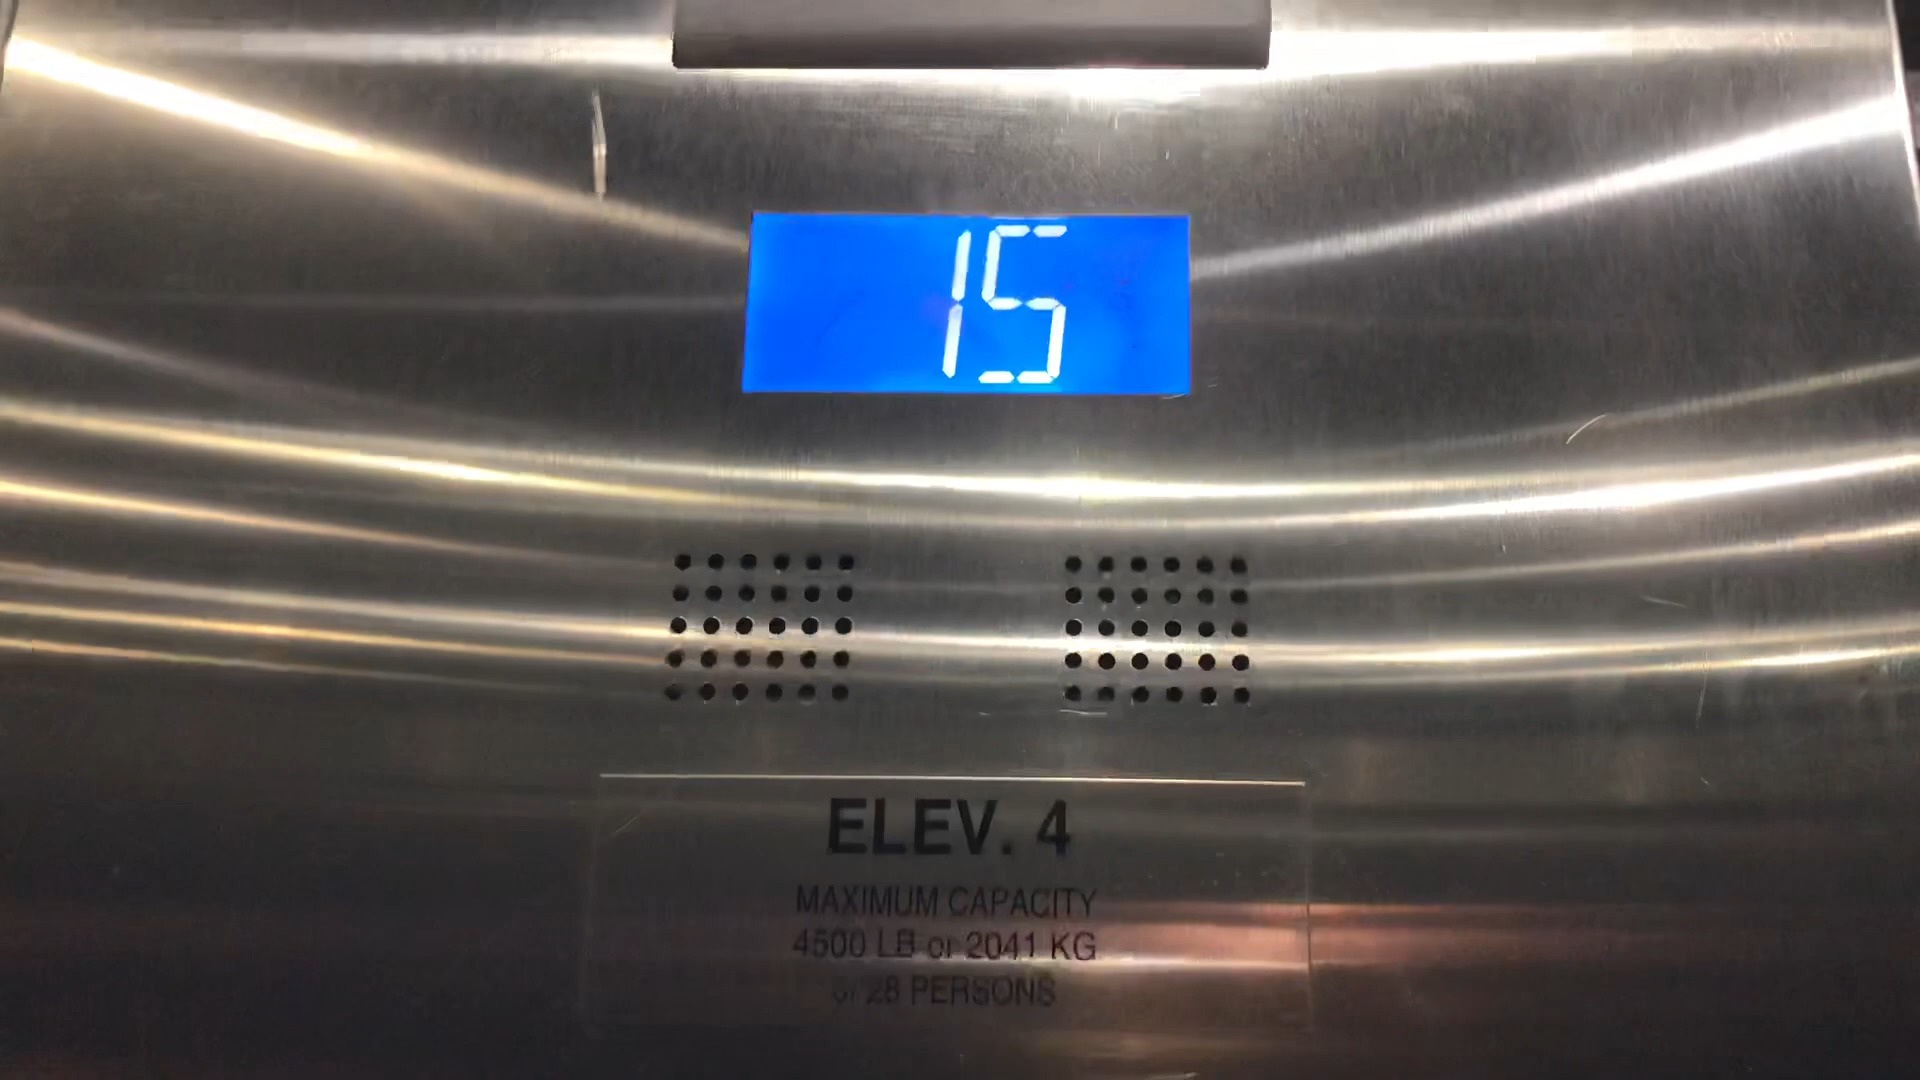 15
ELEV. 4
MAXIMUM CAPACITY
4500 LB or 2041 KG
or 28 PERSONS